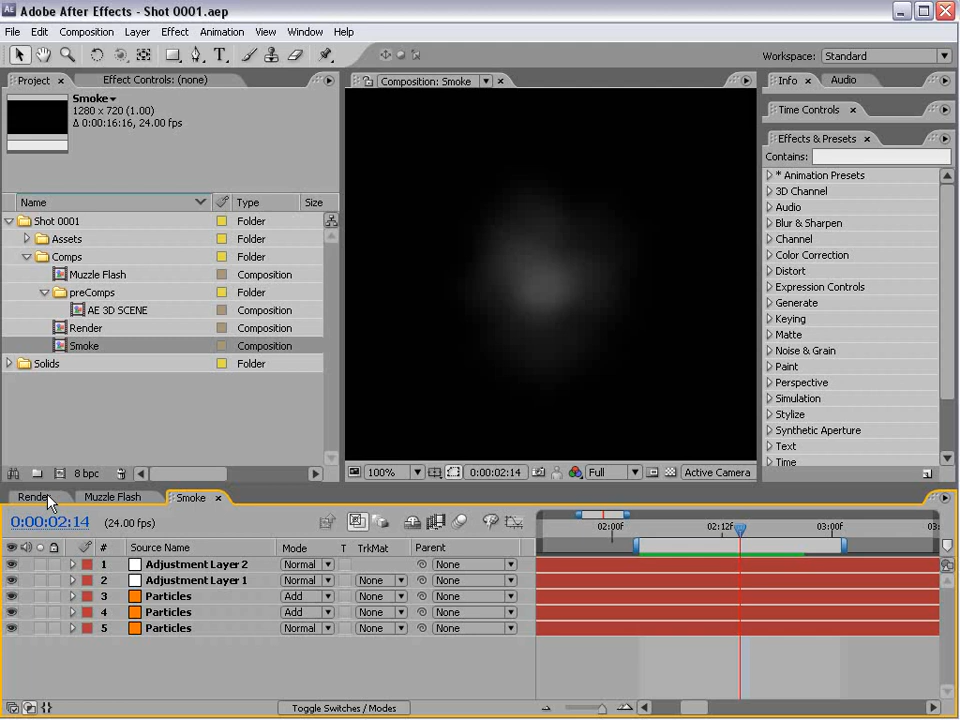 Adobe After Effects - Shot 0001.aep
File Edit Composition Layer Effect Animation View Window Help
Workspace: Standard
Project Effect Controls: (none)
Composition: Smoke
Info Audio
Smoke
1280 x 720 (1.00)
Δ 0:00:16:16, 24.00 fps
Time Controls
Effects & Presets
Contains:
* Animation Presets
3D Channel
Audio
Blur & Sharpen
Channel
Color Correction
Distort
Expression Controls
Generate
Keying
Matte
Noise & Grain
Paint
Perspective
Simulation
Stylize
Synthetic Aperture
Text
Time
Name Type Size
Shot 0001 Folder
Assets Folder
Comps Folder
Muzzle Flash Composition
preComps Folder
AE 3D SCENE Composition
Render Composition
Smoke Composition
Solids Folder
8 bpc
100% 0:00:02:14 Full Active Camera
Render Muzzle Flash Smoke
0:00:02:14 (24.00 fps)
02:00f 02:12f 03:00f 03:
# Source Name Mode T TrkMat Parent
1 Adjustment Layer 2 Normal None
2 Adjustment Layer 1 Normal None None
3 Particles Add None None
4 Particles Add None None
5 Particles Normal None None
Toggle Switches / Modes